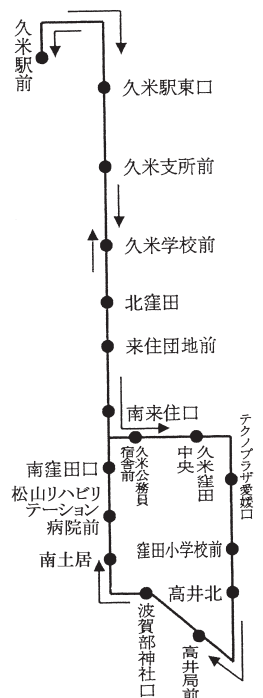 久米駅前
久米駅東口
久米支所前
久米学校前
北窪田
来住団地前
南来住口
久米公務員
宿舎前
久米窪田
中央
テクノプラザ愛媛口
南窪田口
松山リハビリ
テーション
病院前
窪田小学校前
南土居
高井北
波賀部神社口
高井局前